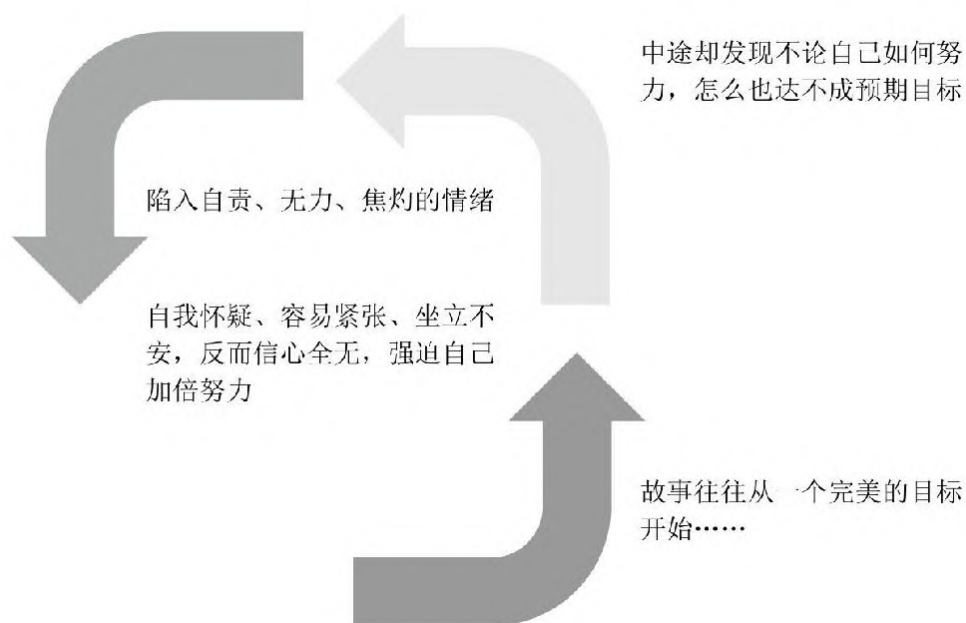 中途却发现不论自己如何努
力，怎么也达不成预期目标
陷入自责、无力、焦灼的情绪
自我怀疑、容易紧张、坐立不
安，反而信心全无，强迫自己
加倍努力
故事往往从一个完美的目标
开始……